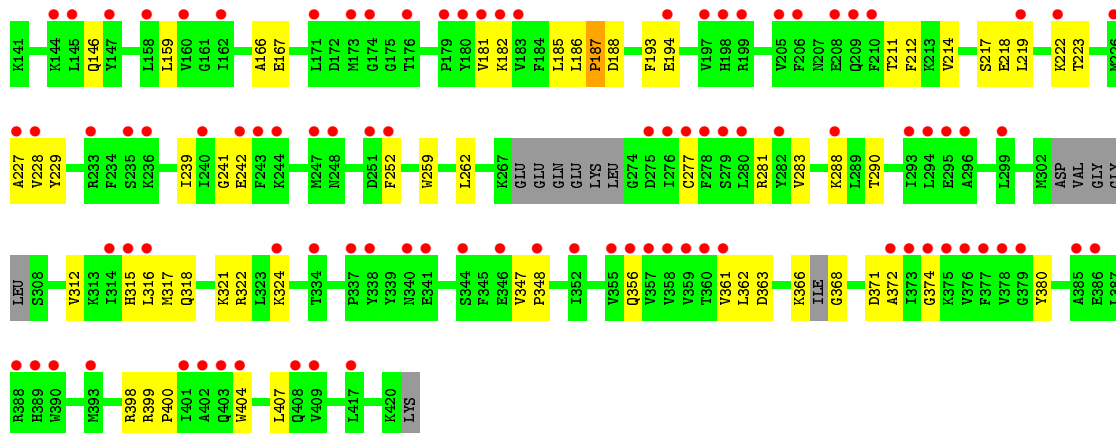 K141 K144 L145 Q146 Y147 L158 L159 V160 G161 I162 A166 E167 L171 D172 M173 G174 G175 T176 P179 Y180 V181 K182 V183 F184 L185 L186 P187 D188 F193 E194 V197 H198 R199 V205 F206 N207 E208 Q209 F210 T211 F212 K213 V214 S217 E218 L219 K222 T223 M226
A227 V228 Y229 R233 F234 S235 K236 I239 I240 G241 E242 F243 K244 M247 N248 D251 F252 W259 L262 K267 GLU GLU GLN GLU LYS LEU G274 D275 I276 C277 F278 S279 L280 R281 Y282 V283 K288 L289 T290 I293 L294 E295 A296 L299 M302 ASP VAL GLY GLY
LEU S308 V312 K313 I314 H315 L316 M317 Q318 K321 R322 L323 K324 T334 P337 Y338 Y339 N340 E341 S344 F345 E346 V347 P348 I352 V355 Q356 V357 V358 V359 T360 V361 L362 D363 K366 ILE G368 D371 A372 I373 G374 K375 V376 F377 V378 G379 Y380 A385 E386 L387
R388 H389 W390 M393 R398 R399 P400 I401 A402 Q403 W404 L407 Q408 V409 L417 K420 LYS